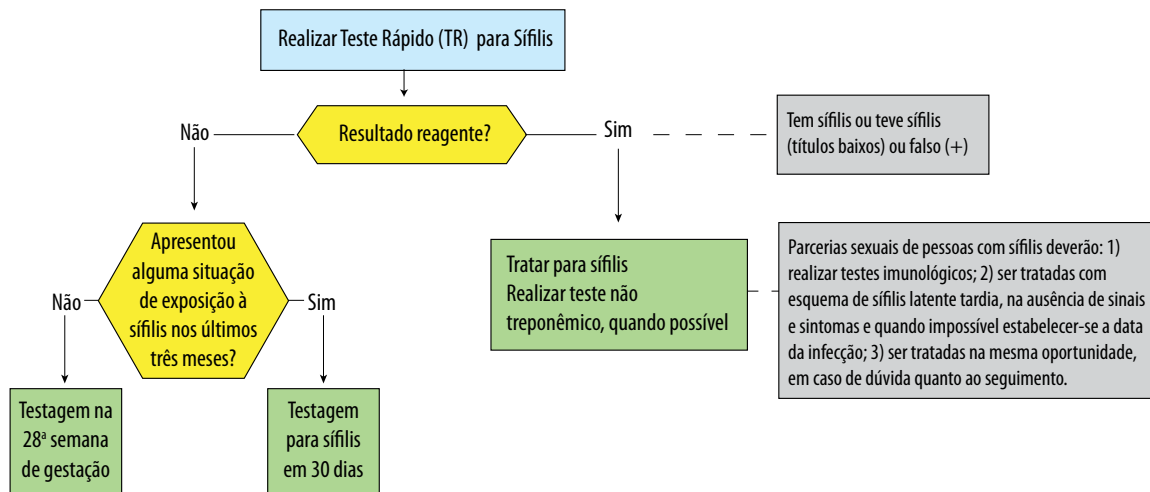 Realizar Teste Rápido (TR) para Sífilis
Não
Resultado reagente?
Sim
Tem sífilis ou teve sífilis
(títulos baixos) ou falso (+)
Apresentou
alguma situação
de exposição à
sífilis nos últimos
três meses?
Não
Sim
Tratar para sífilis
Realizar teste não
treponêmico, quando possível
Parcerias sexuais de pessoas com sífilis deverão: 1)
realizar testes imunológicos; 2) ser tratadas com
esquema de sífilis latente tardia, na ausência de sinais
e sintomas e quando impossível estabelecer-se a data
da infecção; 3) ser tratadas na mesma oportunidade,
em caso de dúvida quanto ao seguimento.
Testagem na
28ª semana
de gestação
Testagem
para sífilis
em 30 dias